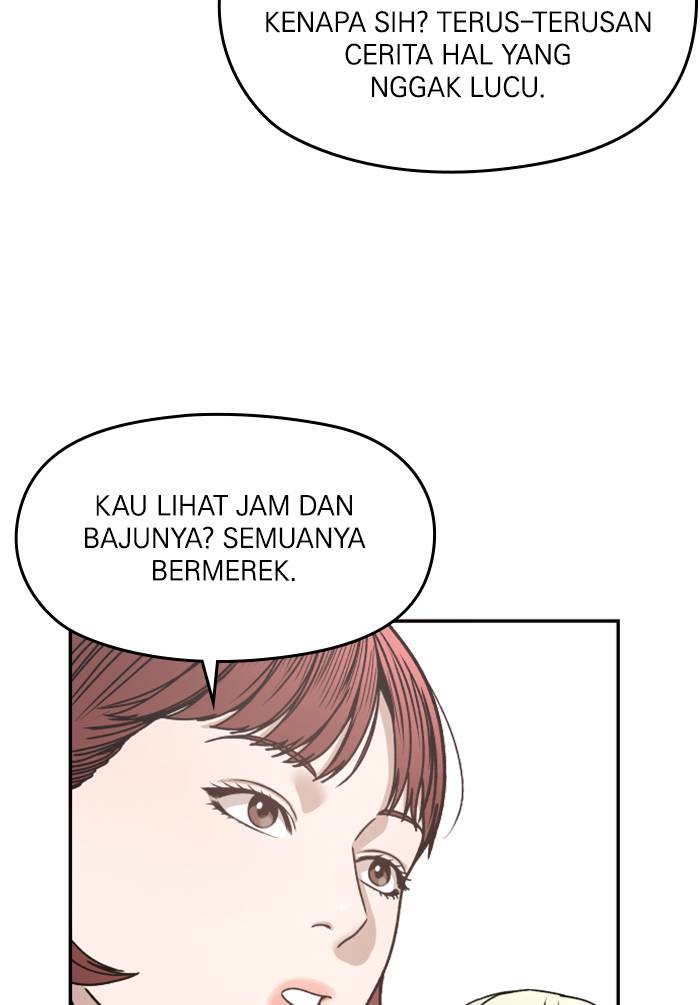 KENAPA SIH? TERUS-TERUSAN
CERITA HAL YANG
NGGAK LUCU.
KAU LIHAT JAM DAN
BAJUNYA? SEMUANYA
BERMEREK.